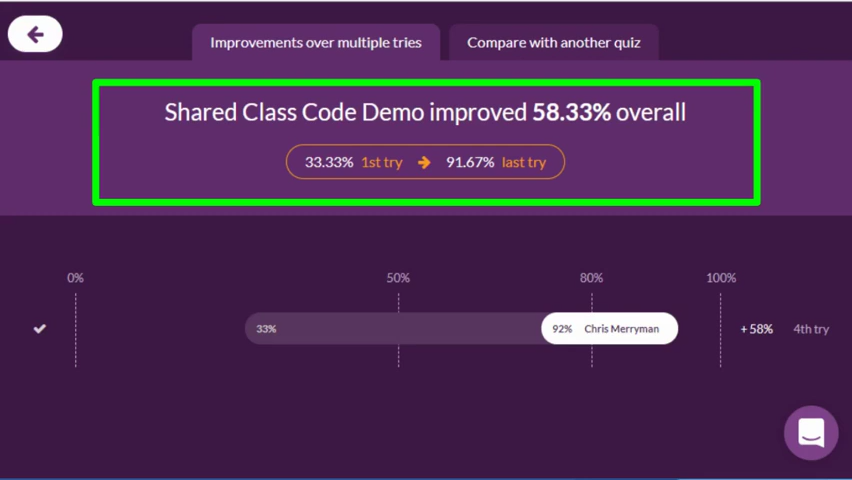 Improvements over multiple tries
Compare with another quiz
Shared Class Code Demo improved 58.33% overall
33.33% 1st try → 91.67% last try
0% 50% 80% 100%
33% 92% Chris Merryman +58% 4th try